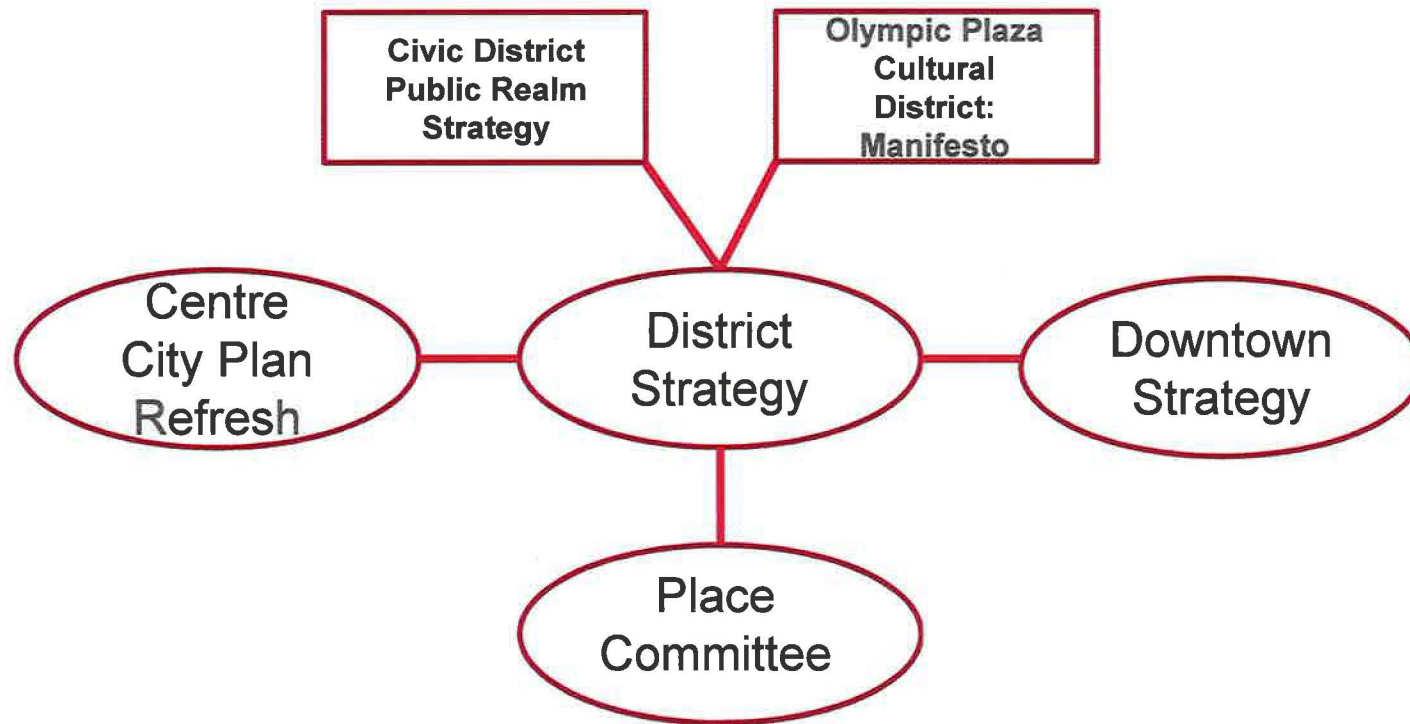 Civic District
Public Realm
Strategy
Olympic Plaza
Cultural
District:
Manifesto
Centre
City Plan
Refresh
District
Strategy
Downtown
Strategy
Place
Committee